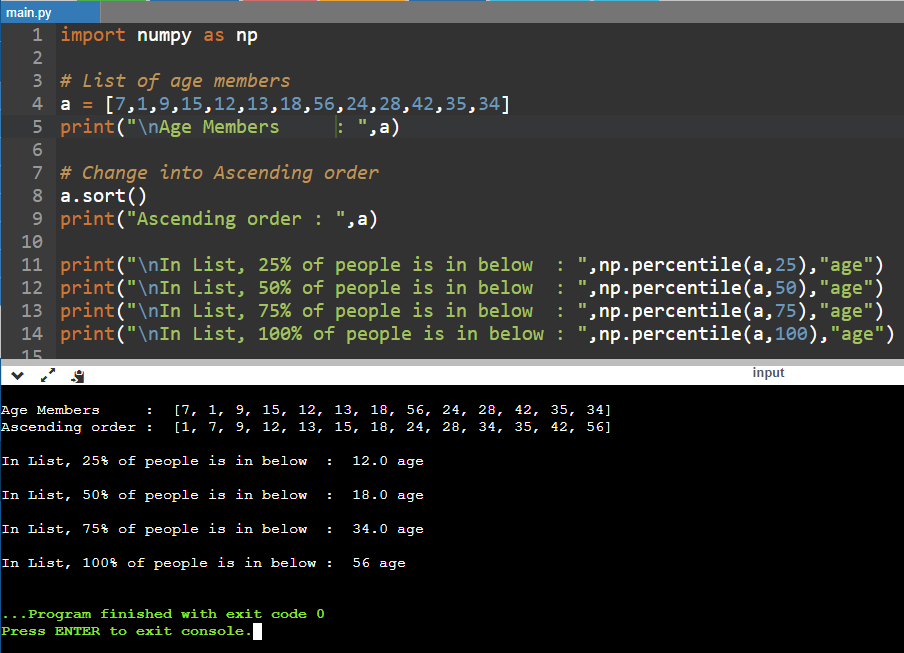 main.py
1 import numpy as np
2
3 # List of age members
4 a = [7,1,9,15,12,13,18,56,24,28,42,35,34]
5 print("\nAge Members     : ",a)
6
7 # Change into Ascending order
8 a.sort()
9 print("Ascending order : ",a)
10
11 print("\nIn List, 25% of people is in below  : ",np.percentile(a,25),"age")
12 print("\nIn List, 50% of people is in below  : ",np.percentile(a,50),"age")
13 print("\nIn List, 75% of people is in below  : ",np.percentile(a,75),"age")
14 print("\nIn List, 100% of people is in below : ",np.percentile(a,100),"age")
15
input
Age Members     :  [7, 1, 9, 15, 12, 13, 18, 56, 24, 28, 42, 35, 34]
Ascending order :  [1, 7, 9, 12, 13, 15, 18, 24, 28, 34, 35, 42, 56]
In List, 25% of people is in below  :  12.0 age
In List, 50% of people is in below  :  18.0 age
In List, 75% of people is in below  :  34.0 age
In List, 100% of people is in below :  56 age
...Program finished with exit code 0
Press ENTER to exit console.